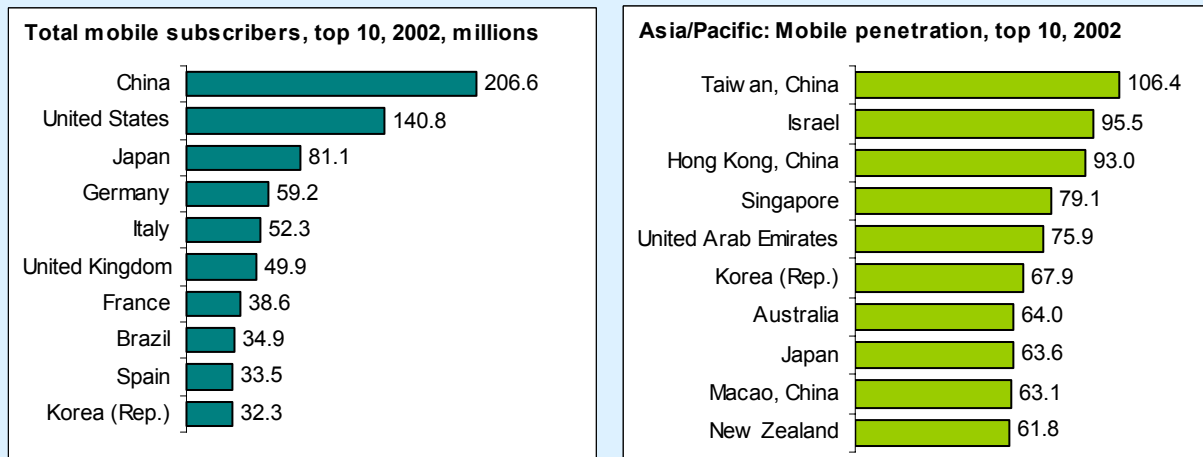 Total mobile subscribers, top 10, 2002, millions
China 206.6
United States 140.8
Japan 81.1
Germany 59.2
Italy 52.3
United Kingdom 49.9
France 38.6
Brazil 34.9
Spain 33.5
Korea (Rep.) 32.3
Asia/Pacific: Mobile penetration, top 10, 2002
Taiwan, China 106.4
Israel 95.5
Hong Kong, China 93.0
Singapore 79.1
United Arab Emirates 75.9
Korea (Rep.) 67.9
Australia 64.0
Japan 63.6
Macao, China 63.1
New Zealand 61.8